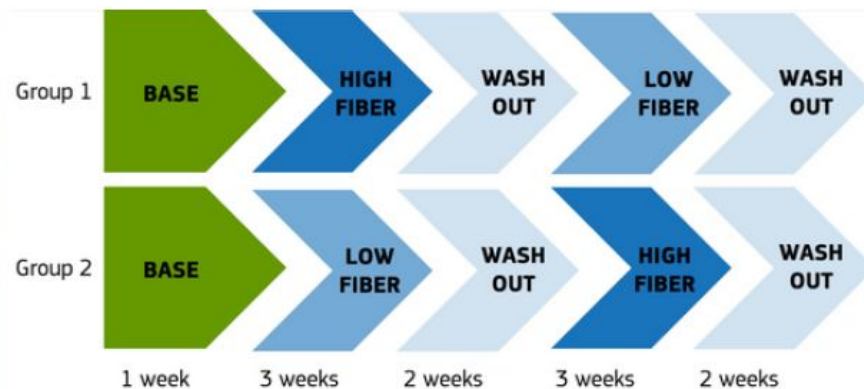 Group 1
BASE
HIGH
FIBER
WASH
OUT
LOW
FIBER
WASH
OUT
Group 2
BASE
LOW
FIBER
WASH
OUT
HIGH
FIBER
WASH
OUT
1 week
3 weeks
2 weeks
3 weeks
2 weeks